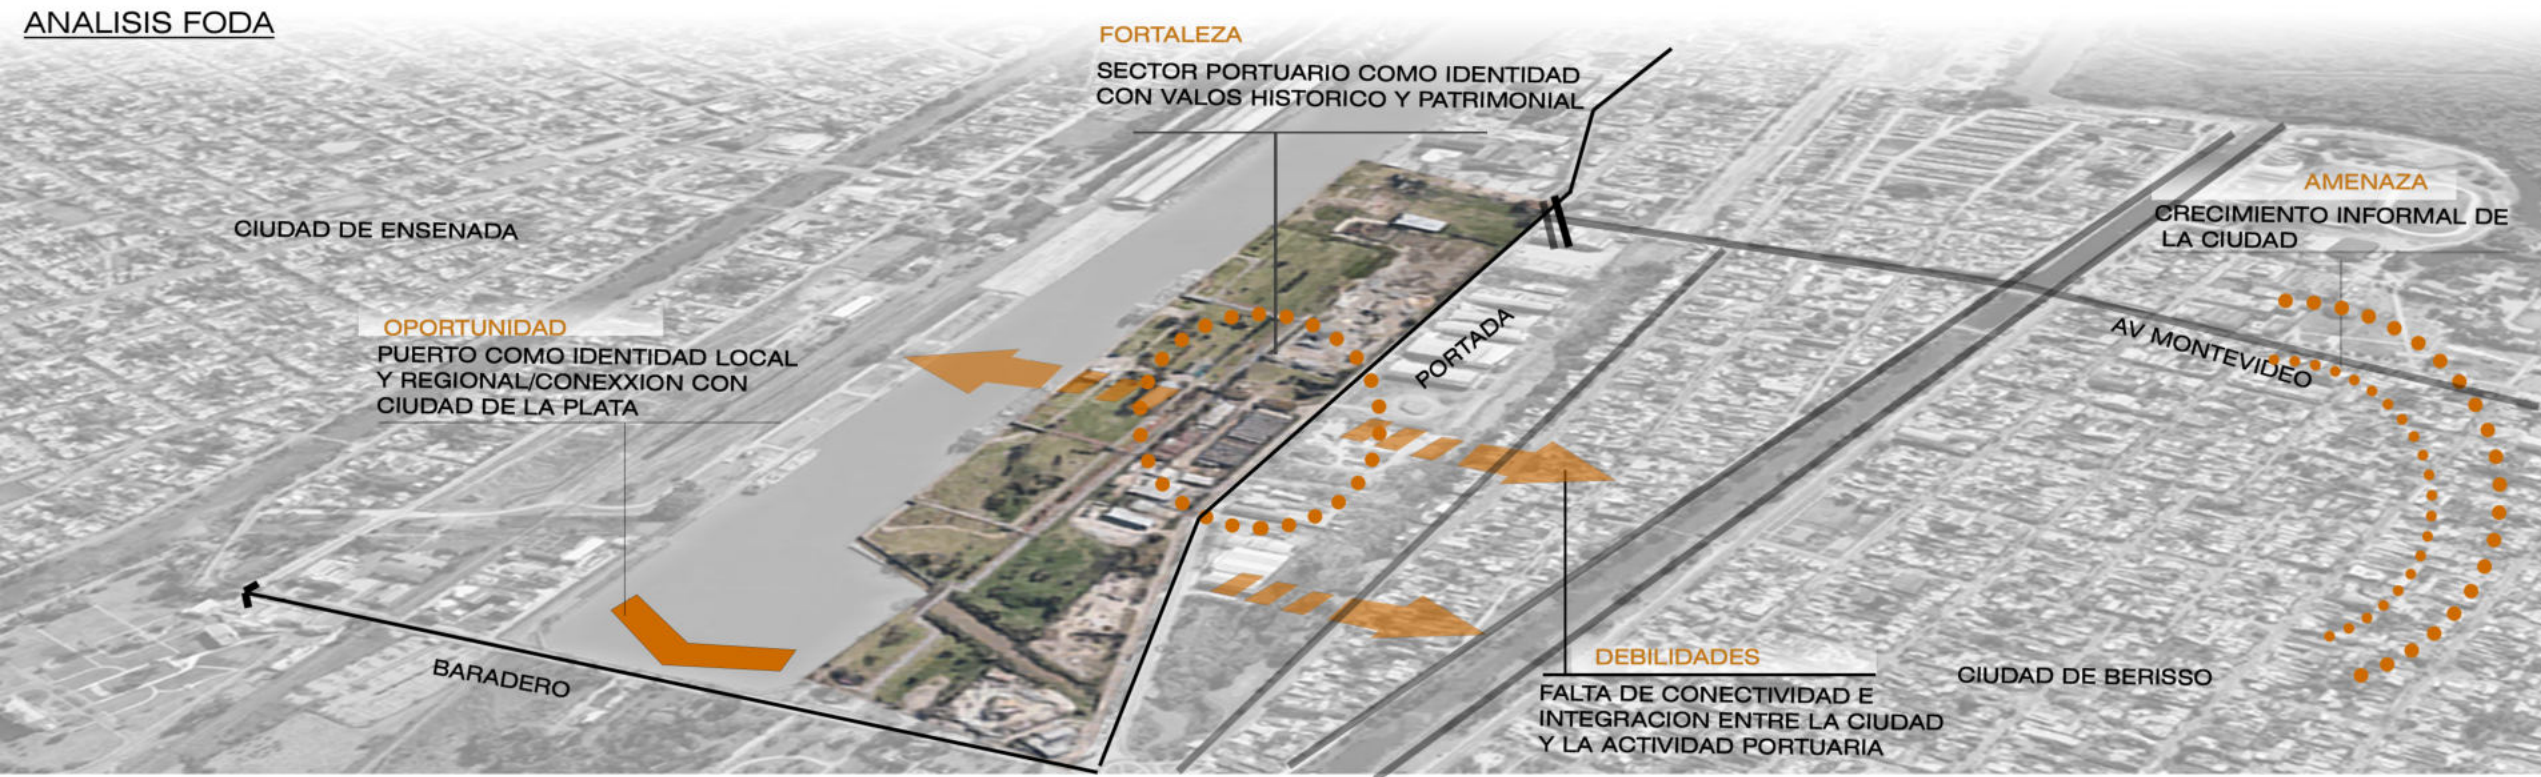 ANALISIS FODA
FORTALEZA
SECTOR PORTUARIO COMO IDENTIDAD
CON VALOS HISTORICO Y PATRIMONIAL
AMENAZA
CRECIMIENTO INFORMAL DE
LA CIUDAD
CIUDAD DE ENSENADA
OPORTUNIDAD
PUERTO COMO IDENTIDAD LOCAL
Y REGIONAL/CONEXXION CON
CIUDAD DE LA PLATA
PORTADA
AV MONTEVIDEO
BARADERO
DEBILIDADES
FALTA DE CONECTIVIDAD E
INTEGRACION ENTRE LA CIUDAD
Y LA ACTIVIDAD PORTUARIA
CIUDAD DE BERISSO